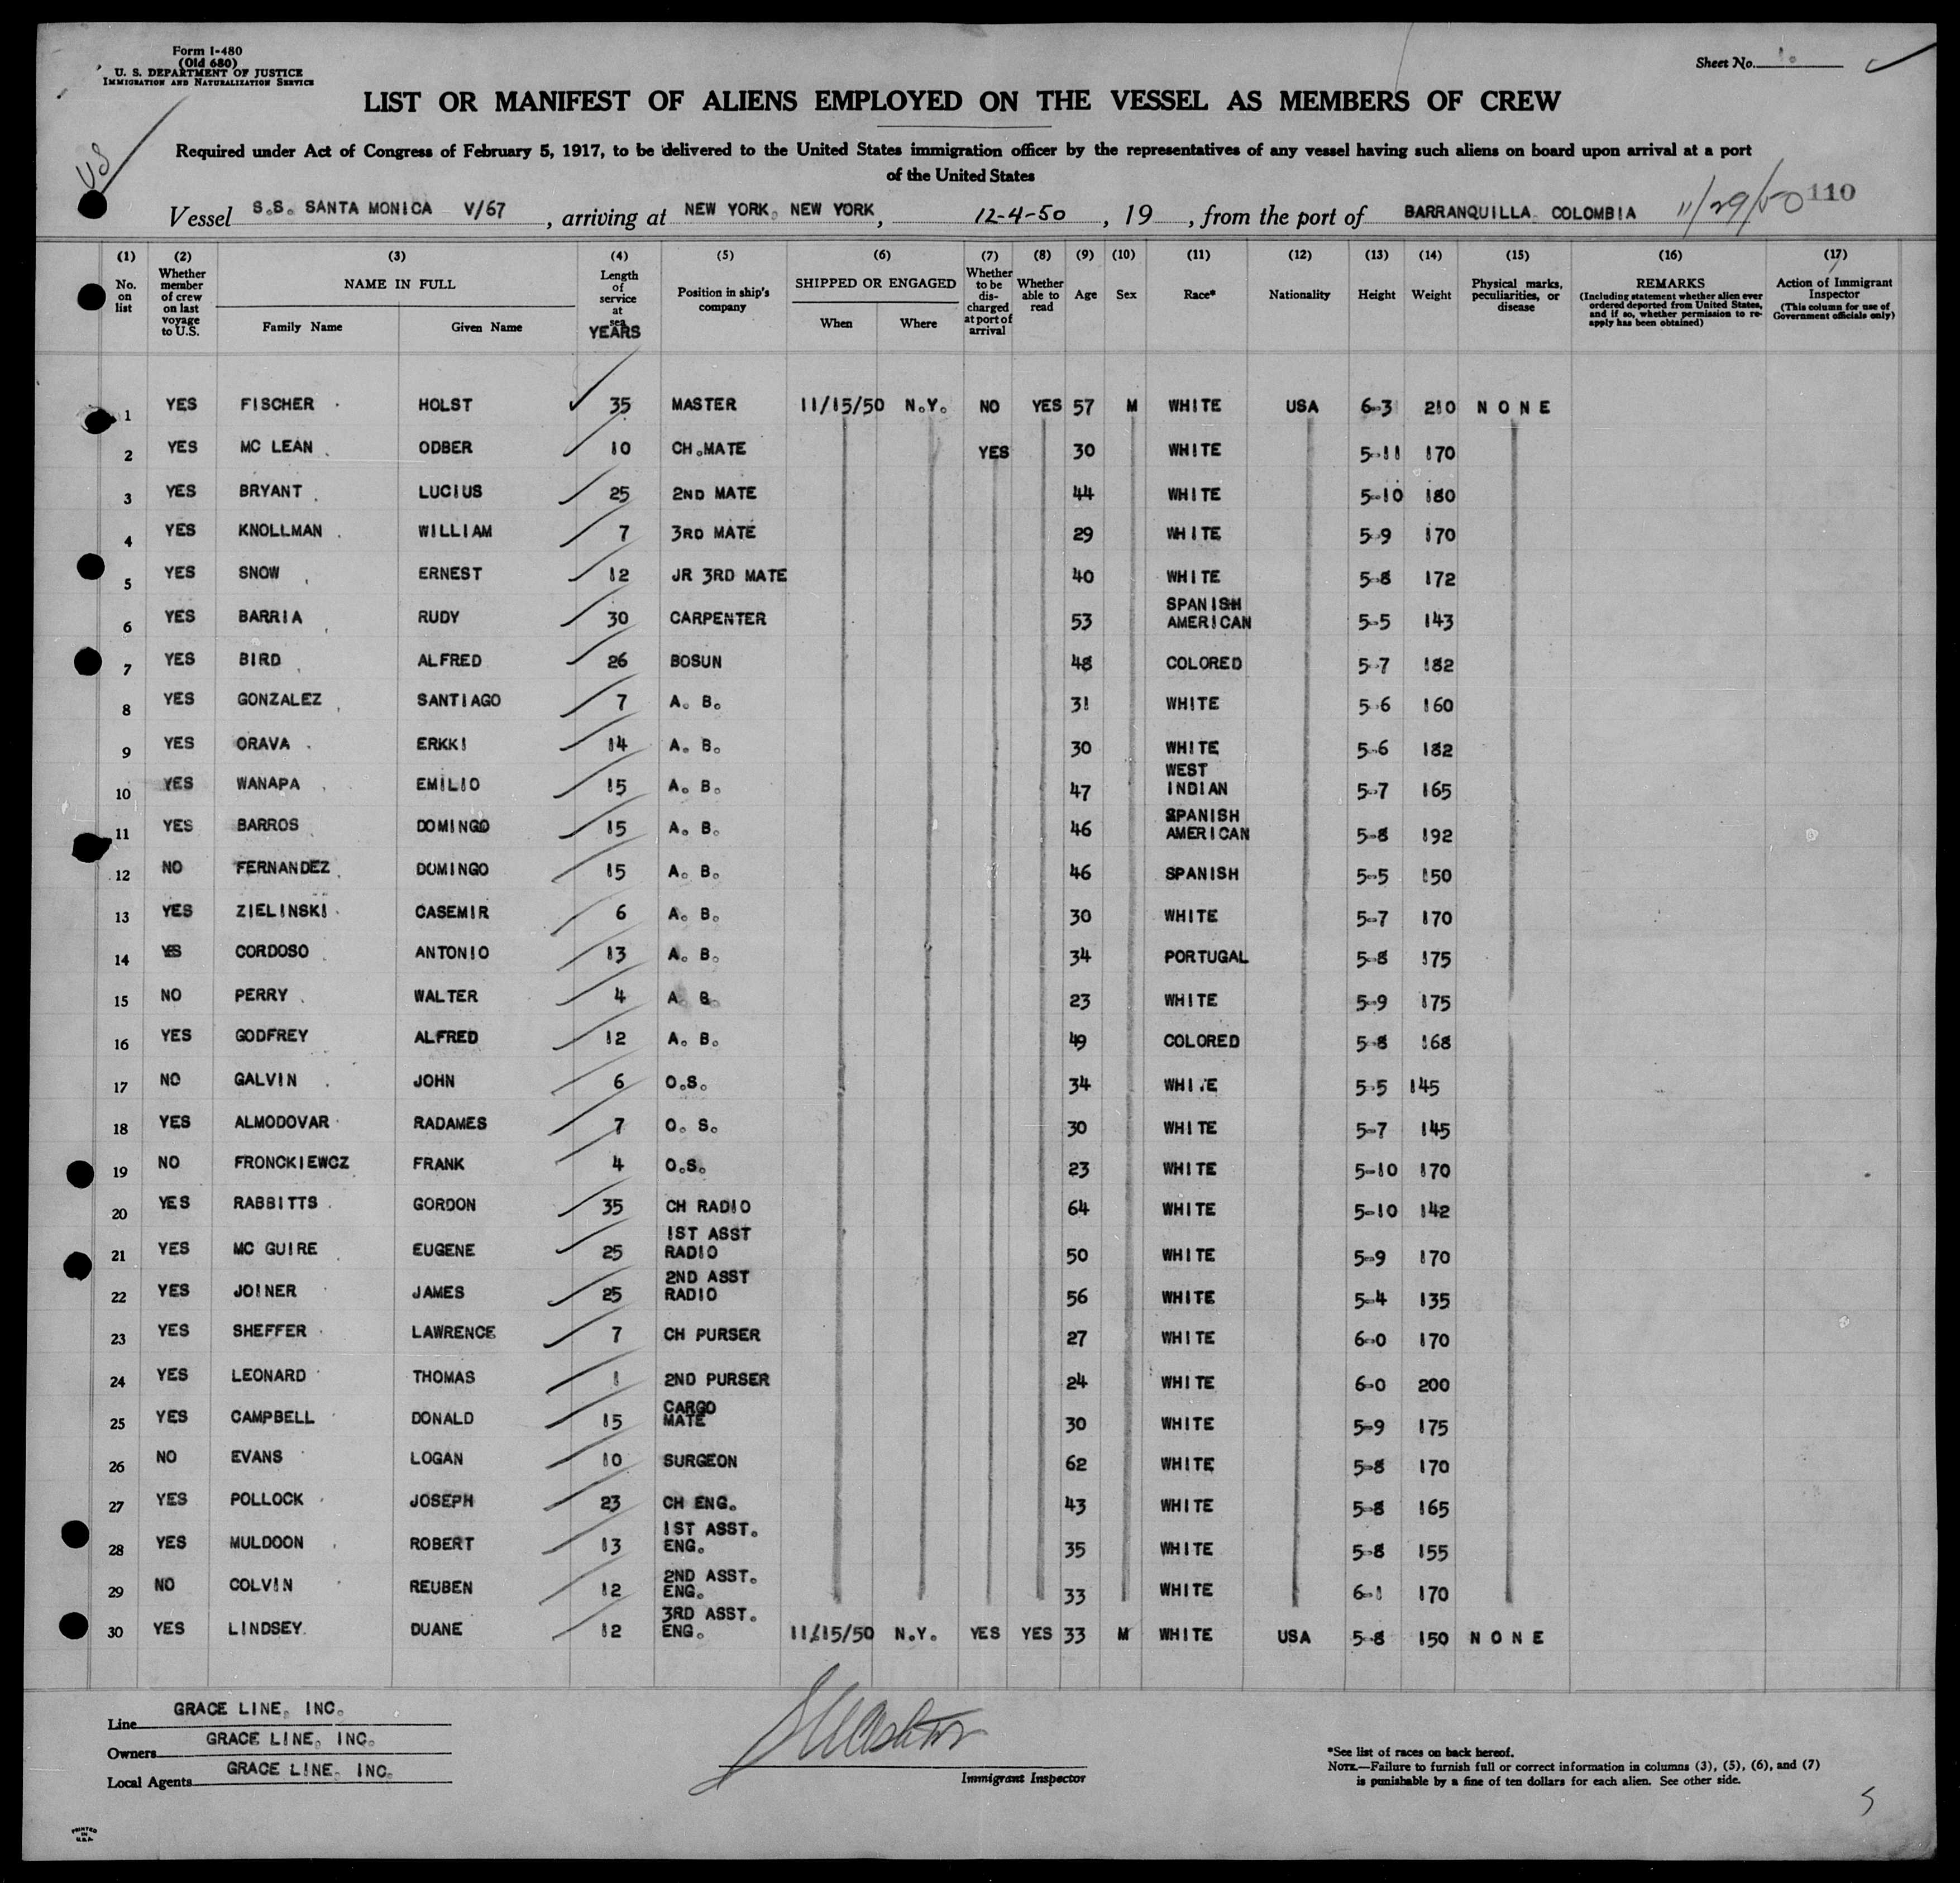 Form I-480
(Old 680)
U. S. DEPARTMENT OF JUSTICE
IMMIGRATION AND NATURALIZATION SERVICE
Sheet No.
LIST OR MANIFEST OF ALIENS EMPLOYED ON THE VESSEL AS MEMBERS OF CREW
Required under Act of Congress of February 5, 1917, to be delivered to the United States immigration officer by the representatives of any vessel having such aliens on board upon arrival at a port
of the United States
US
Vessel S.S. SANTA MONICA V/67, arriving at NEW YORK, NEW YORK, 12-4-50, 19, from the port of BARRANQUILLA COLOMBIA 11/29/50 110
(1) (2) (3) (4) (5) (6) (7) (8) (9) (10) (11) (12) (13) (14) (15) (16) (17)
No. on list
Whether member of crew on last voyage to U.S.
NAME IN FULL
Family Name Given Name
Length of service at sea YEARS
Position in ship's company
SHIPPED OR ENGAGED
When Where
Whether to be discharged at port of arrival
Whether able to read
Age
Sex
Race*
Nationality
Height
Weight
Physical marks, peculiarities, or disease
REMARKS
(Including statement whether alien ever ordered deported from United States, and if so, whether permission to re-apply has been obtained)
Action of Immigrant Inspector
(This column for use of Government officials only)
1 YES FISCHER HOLST 35 MASTER 11/15/50 N.Y. NO YES 57 M WHITE USA 6-3 210 NONE
2 YES MC LEAN ODBER 10 CH.MATE YES 30 WHITE 5-11 170
3 YES BRYANT LUCIUS 25 2ND MATE 44 WHITE 5-10 180
4 YES KNOLLMAN WILLIAM 7 3RD MATE 29 WHITE 5-9 170
5 YES SNOW ERNEST 12 JR 3RD MATE 40 WHITE 5-8 172
6 YES BARRIA RUDY 30 CARPENTER 53 SPANISH AMERICAN 5-5 143
7 YES BIRD ALFRED 26 BOSUN 48 COLORED 5-7 182
8 YES GONZALEZ SANTIAGO 7 A. B. 31 WHITE 5-6 160
9 YES ORAVA ERKKI 14 A. B. 30 WHITE 5-6 182
10 YES WANAPA EMILIO 15 A. B. 47 WEST INDIAN 5-7 165
11 YES BARROS DOMINGO 15 A. B. 46 SPANISH AMERICAN 5-8 192
12 NO FERNANDEZ DOMINGO 15 A. B. 46 SPANISH 5-5 150
13 YES ZIELINSKI CASEMIR 6 A. B. 30 WHITE 5-7 170
14 YES CORDOSO ANTONIO 13 A. B. 34 PORTUGAL 5-8 175
15 NO PERRY WALTER 4 A B 23 WHITE 5-9 175
16 YES GODFREY ALFRED 12 A. B. 49 COLORED 5-8 168
17 NO GALVIN JOHN 6 O.S. 34 WHITE 5-5 145
18 YES ALMODOVAR RADAMES 7 O. S. 30 WHITE 5-7 145
19 NO FRONCKIEWCZ FRANK 4 O.S. 23 WHITE 5-10 170
20 YES RABBITTS GORDON 35 CH RADIO 64 WHITE 5-10 142
21 YES MC GUIRE EUGENE 25 1ST ASST RADIO 50 WHITE 5-9 170
22 YES JOINER JAMES 25 2ND ASST RADIO 56 WHITE 5-4 135
23 YES SHEFFER LAWRENCE 7 CH PURSER 27 WHITE 6-0 170
24 YES LEONARD THOMAS 1 2ND PURSER 24 WHITE 6-0 200
25 YES CAMPBELL DONALD 15 CARGO MATE 30 WHITE 5-9 175
26 NO EVANS LOGAN 10 SURGEON 62 WHITE 5-8 170
27 YES POLLOCK JOSEPH 23 CH ENG. 43 WHITE 5-8 165
28 YES MULDOON ROBERT 13 1ST ASST. ENG. 35 WHITE 5-8 155
29 NO COLVIN REUBEN 12 2ND ASST. ENG. 33 WHITE 6-1 170
30 YES LINDSEY DUANE 12 3RD ASST. ENG. 11/15/50 N.Y. YES YES 33 M WHITE USA 5-8 150 NONE
Line GRACE LINE, INC.
Owners GRACE LINE, INC.
Local Agents GRACE LINE, INC.
Immigrant Inspector
*See list of races on back hereof.
NOTE.—Failure to furnish full or correct information in columns (3), (5), (6), and (7)
is punishable by a fine of ten dollars for each alien. See other side.
5
PRINTED IN U.S.A.